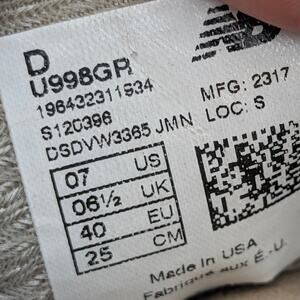 D
U998GR
196432311934
S120396
DSDVW3365 JMN
MFG: 2317
LOC: S
07 US
06½ UK
40 EU
25 CM
Made In USA
Fabriqué aux É.-U.